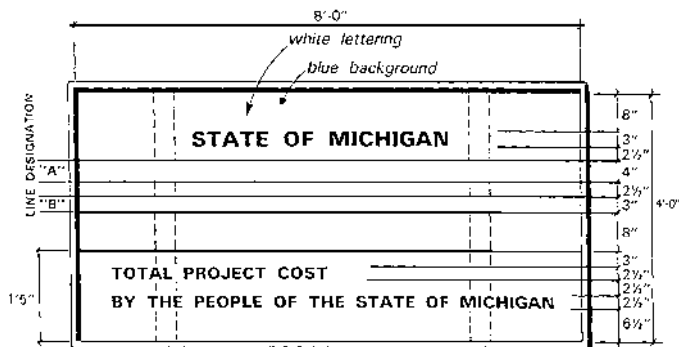 8'-0"
white lettering
blue background
LINE DESIGNATION
8"
STATE OF MICHIGAN
3"
2½"
"A"
4"
2½"
"B"
3"
4'-0"
8"
3"
TOTAL PROJECT COST
2½"
2½"
1'5"
BY THE PEOPLE OF THE STATE OF MICHIGAN
2½"
6½"